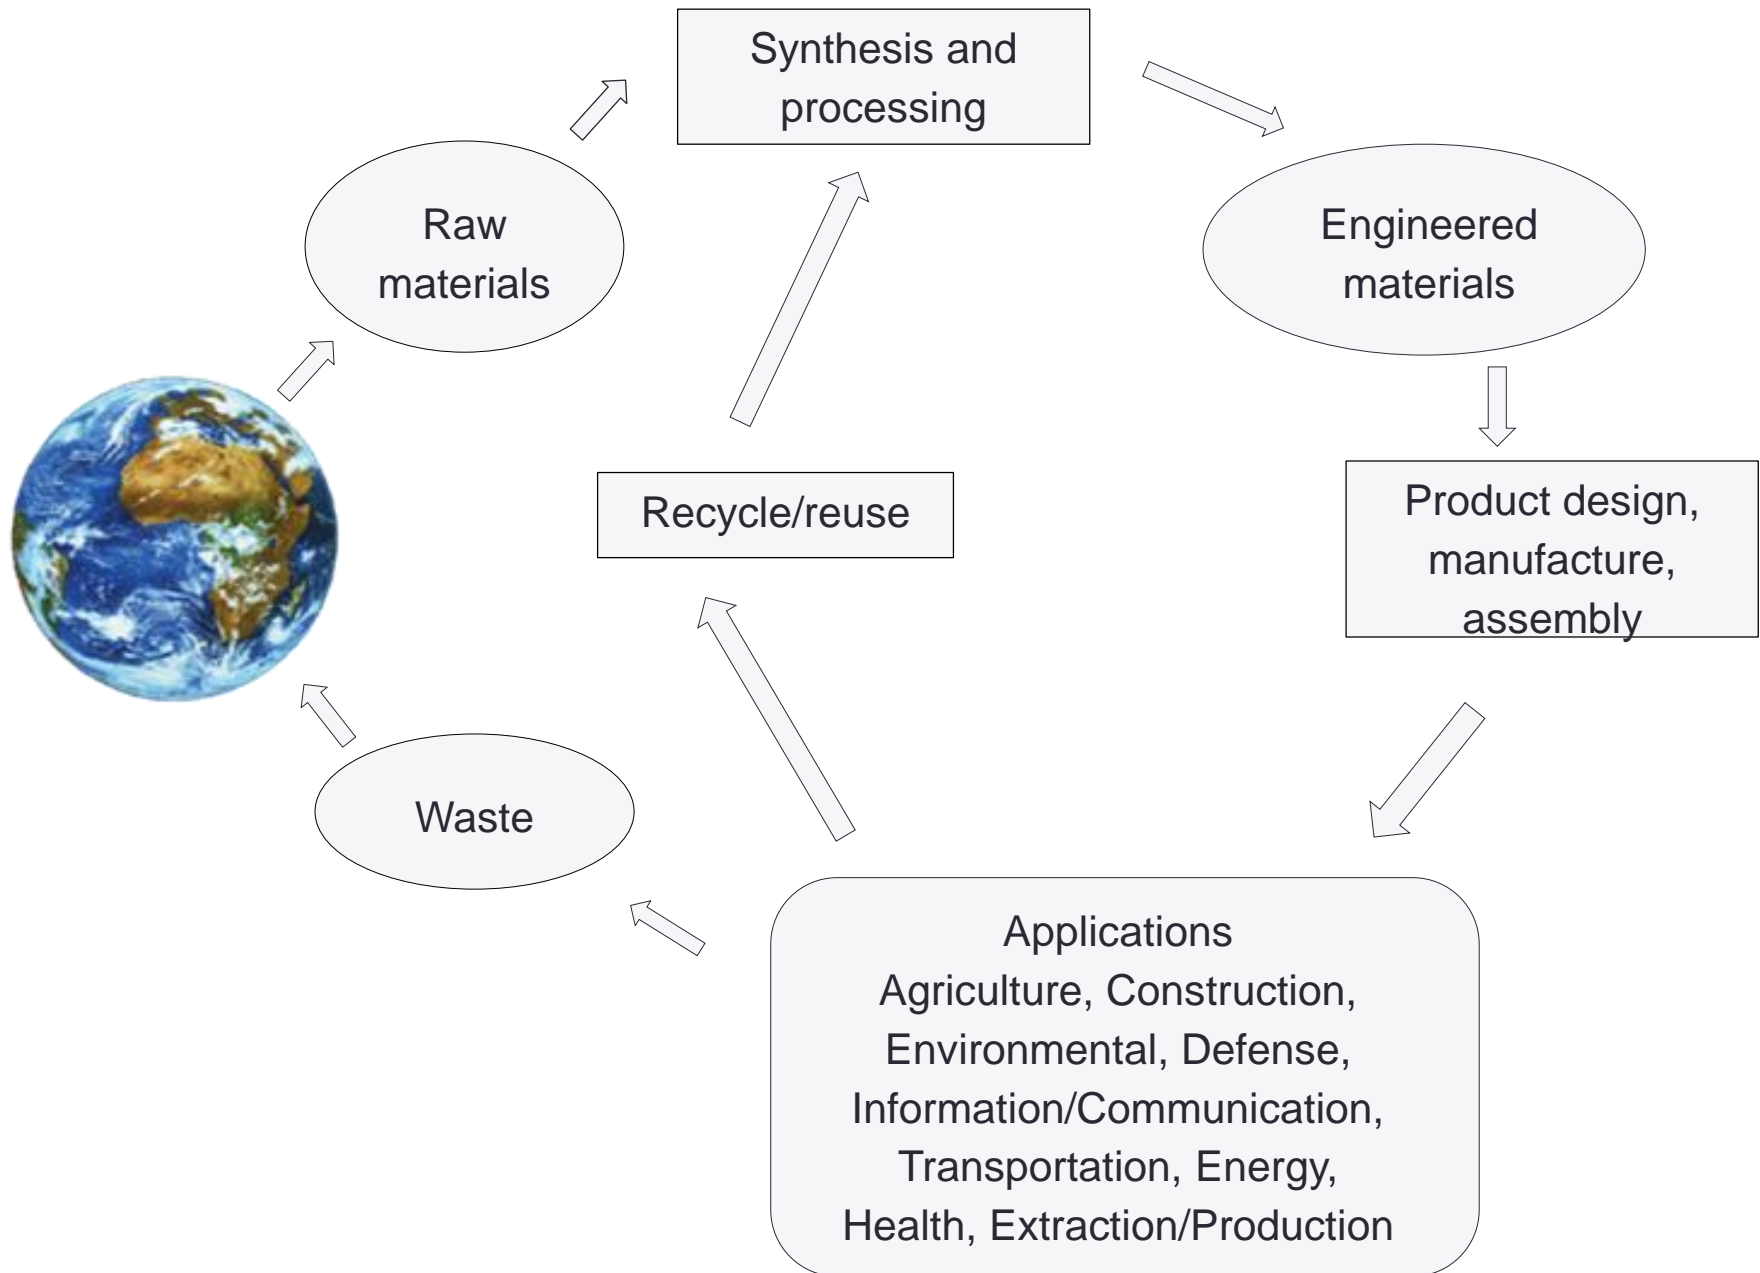 Synthesis and
processing
Raw
materials
Engineered
materials
Recycle/reuse
Product design,
manufacture,
assembly
Waste
Applications
Agriculture, Construction,
Environmental, Defense,
Information/Communication,
Transportation, Energy,
Health, Extraction/Production